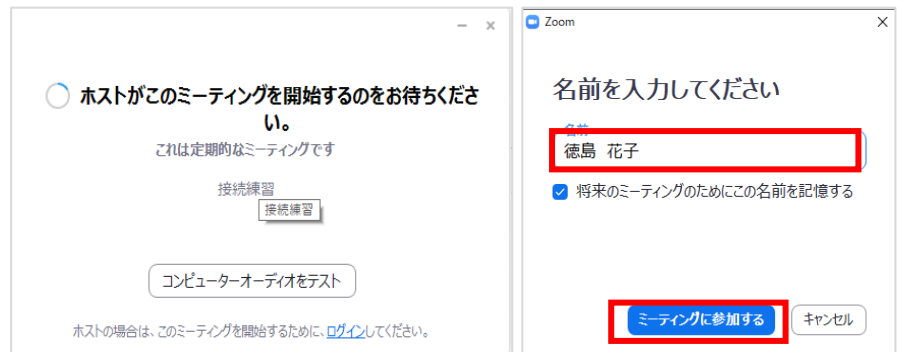 ホストがこのミーティングを開始するのをお待ちくださ
い。
これは定期的なミーティングです
接続練習
接続練習
コンピューターオーディオをテスト
ホストの場合は、このミーティングを開始するために、ログインしてください。
Zoom
名前を入力してください
名前
徳島 花子
将来のミーティングのためにこの名前を記憶する
ミーティングに参加する
キャンセル